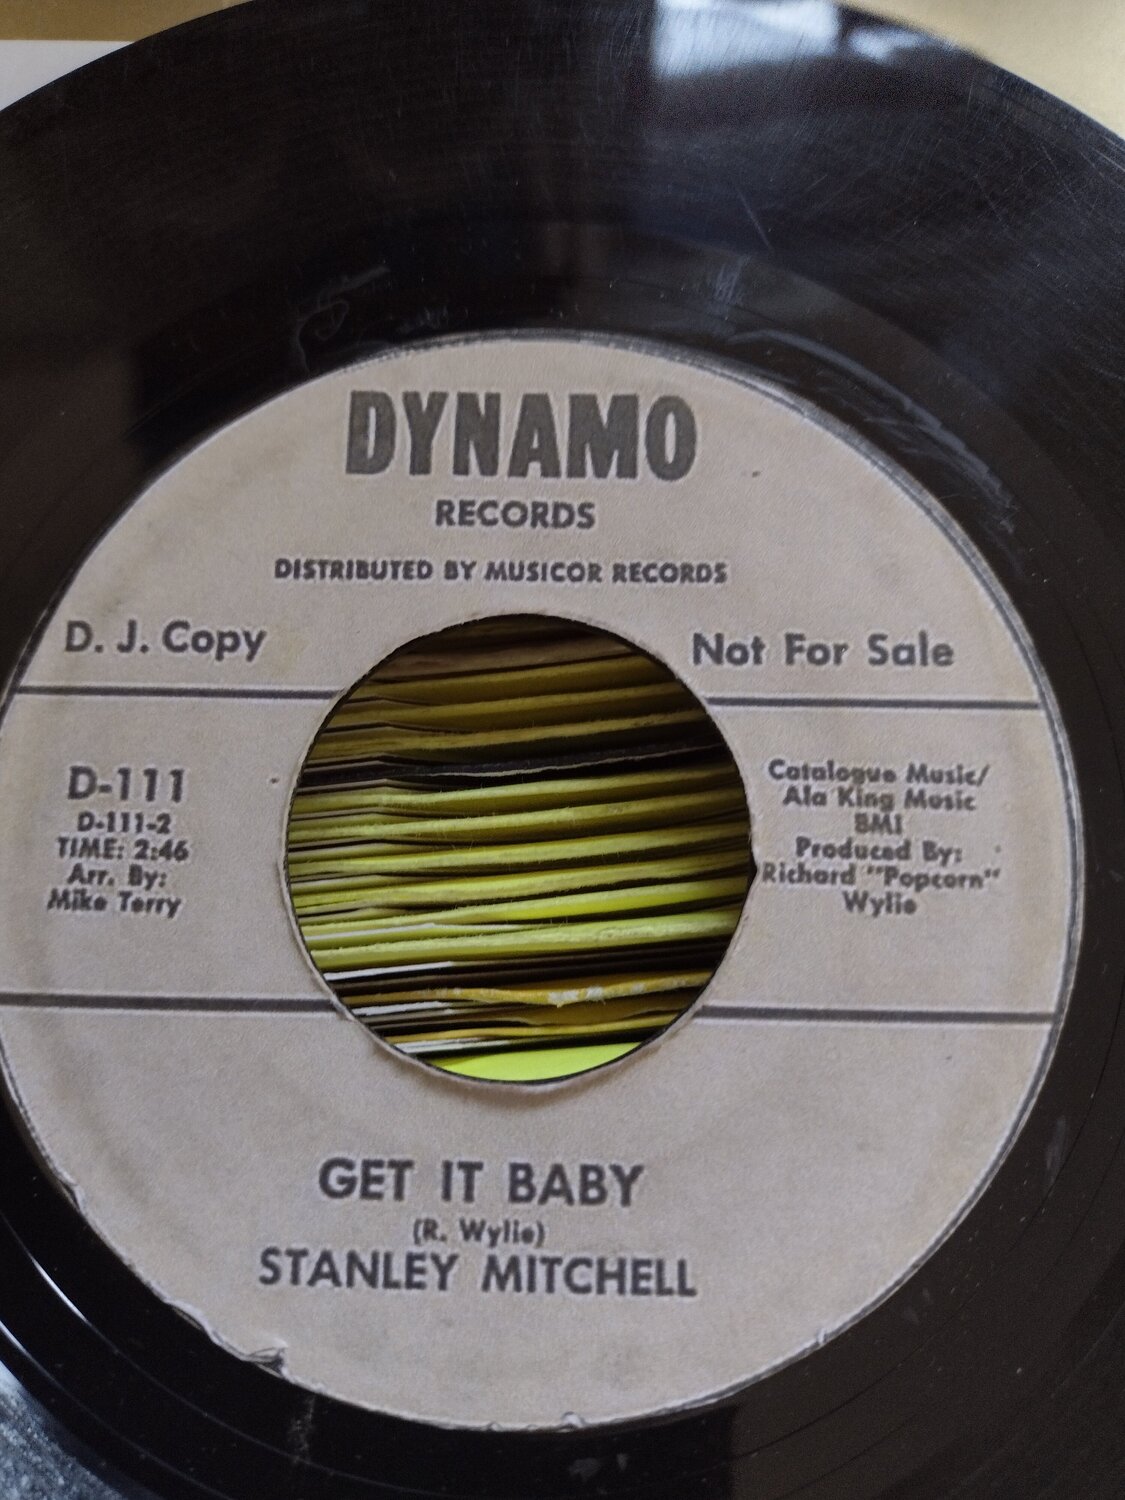 DYNAMO
RECORDS
DISTRIBUTED BY MUSICOR RECORDS
D. J. Copy
Not For Sale
D-111
D-111-2
TIME: 2:46
Arr. By:
Mike Terry
Catalogue Music/
Ala King Music
BMI
Produced By:
Richard "Popcorn"
Wylie
GET IT BABY
(R. Wylie)
STANLEY MITCHELL